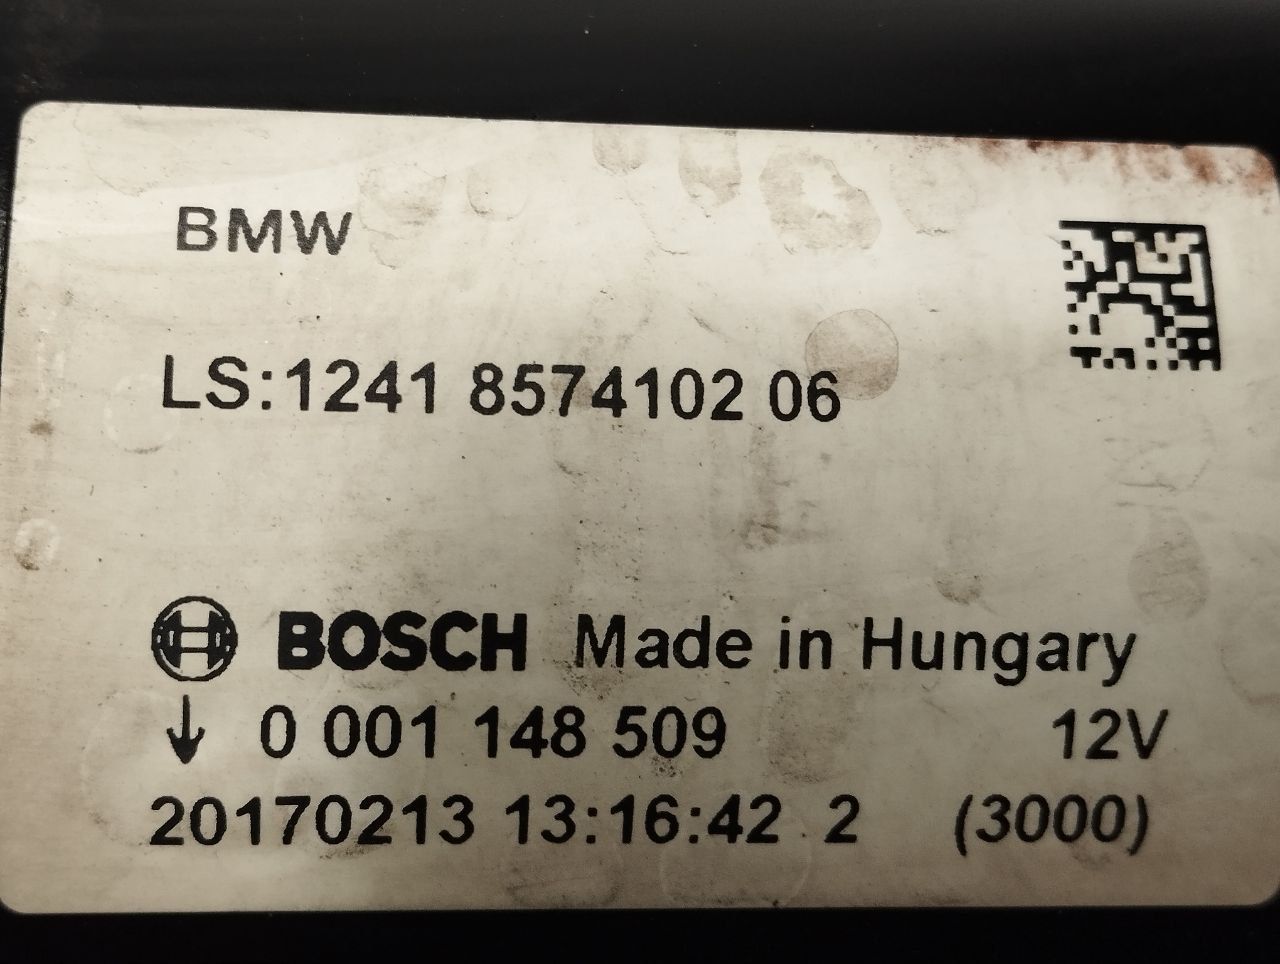 BMW
LS:1241 8574102 06
BOSCH Made in Hungary
↓ 0 001 148 509 12V
20170213 13:16:42 2 (3000)